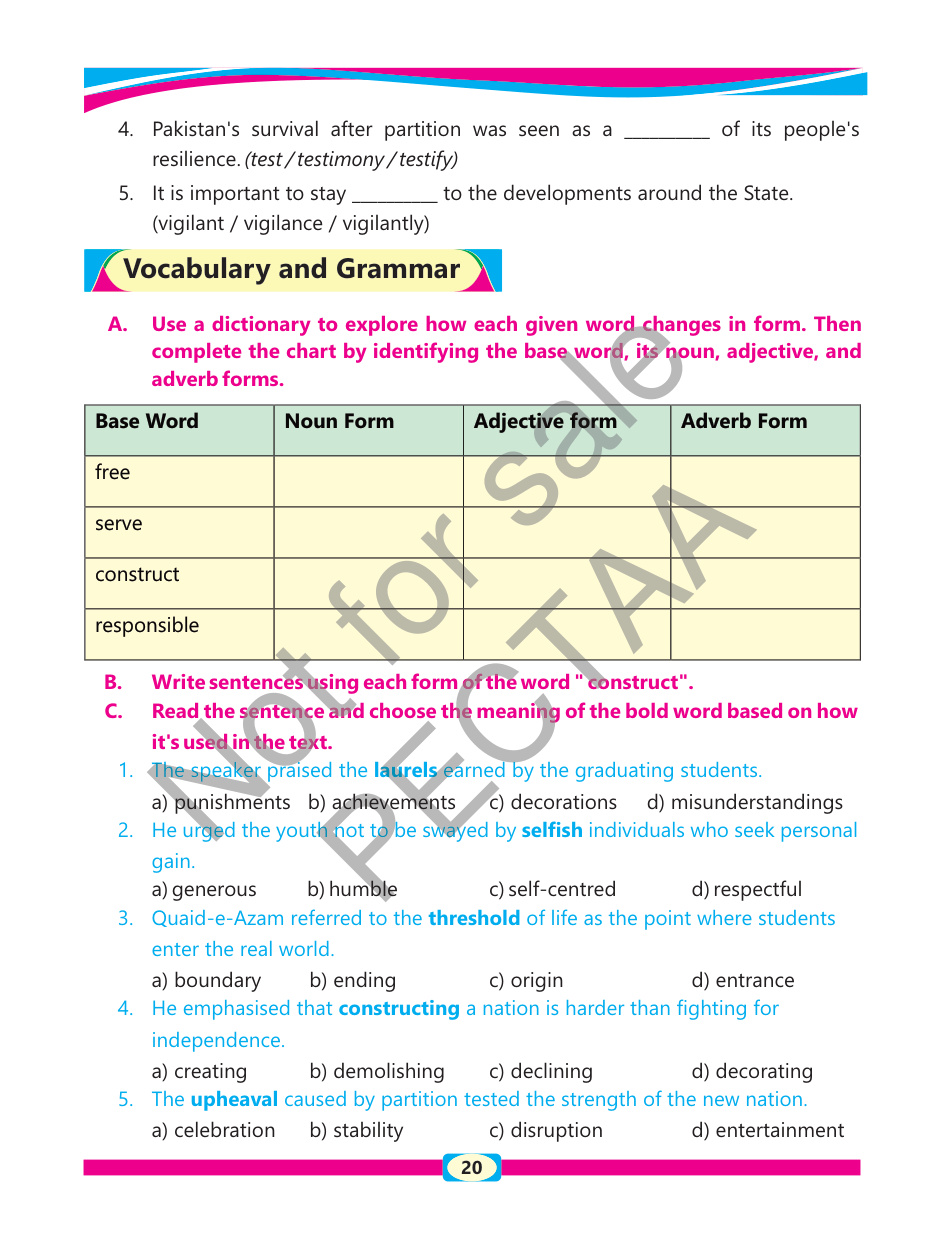 4. Pakistan's survival after partition was seen as a __________ of its people's
resilience. (test / testimony / testify)
5. It is important to stay __________ to the developments around the State.
(vigilant / vigilance / vigilantly)
Vocabulary and Grammar
A. Use a dictionary to explore how each given word changes in form. Then
complete the chart by identifying the base word, its noun, adjective, and
adverb forms.
Base Word Noun Form Adjective form Adverb Form
free
serve
construct
responsible
B. Write sentences using each form of the word " construct".
C. Read the sentence and choose the meaning of the bold word based on how
it's used in the text.
1. The speaker praised the laurels earned by the graduating students.
a) punishments b) achievements c) decorations d) misunderstandings
2. He urged the youth not to be swayed by selfish individuals who seek personal
gain.
a) generous b) humble c) self-centred d) respectful
3. Quaid-e-Azam referred to the threshold of life as the point where students
enter the real world.
a) boundary b) ending c) origin d) entrance
4. He emphasised that constructing a nation is harder than fighting for
independence.
a) creating b) demolishing c) declining d) decorating
5. The upheaval caused by partition tested the strength of the new nation.
a) celebration b) stability c) disruption d) entertainment
20
Not for sale
PECTAA